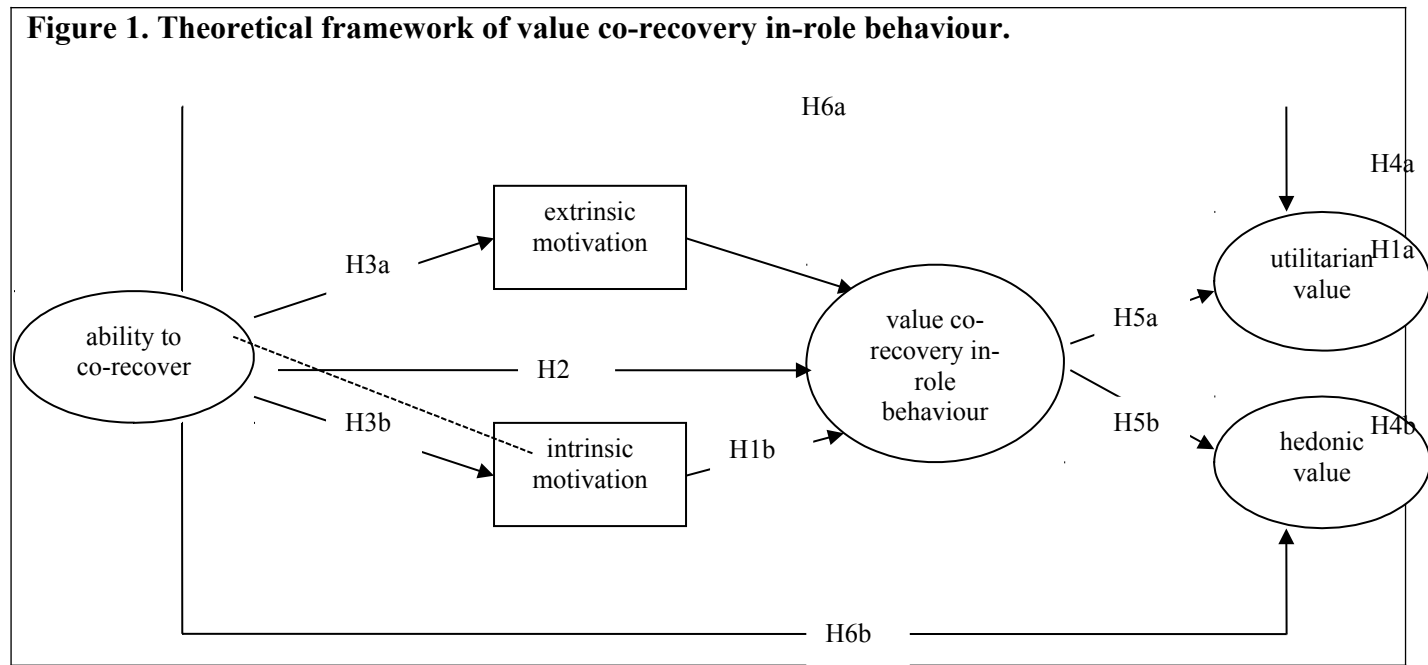 Figure 1. Theoretical framework of value co-recovery in-role behaviour.
H6a
H4a
extrinsic
motivation
H3a
H1a
utilitarian
value
ability to
co-recover
value co-
recovery in-
role
behaviour
H5a
H2
H3b
intrinsic
motivation
H1b
H5b
H4b
hedonic
value
H6b